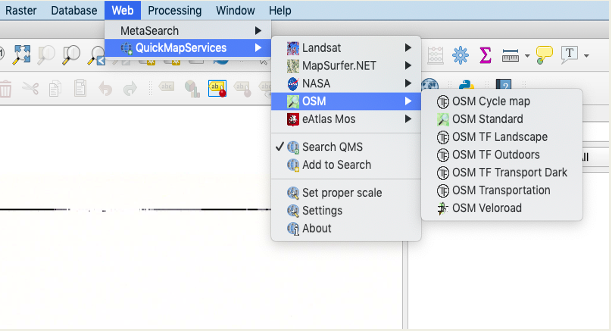 Raster Database Web Processing Window Help
MetaSearch
QuickMapServices
Landsat
MapSurfer.NET
NASA
OSM
eAtlas Mos
Search QMS
Add to Search
Set proper scale
Settings
About
OSM Cycle map
OSM Standard
OSM TF Landscape
OSM TF Outdoors
OSM TF Transport Dark
OSM Transportation
OSM Veloroad